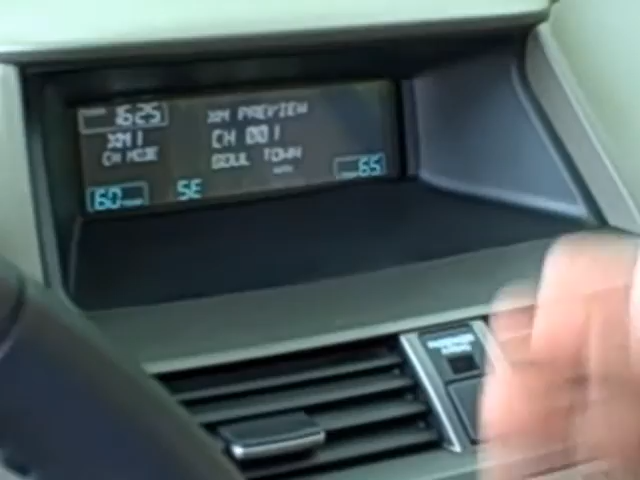 1625
XM PREVIEW
XM1
CH 001
CH MODE
SOUL TOWN
65
60
SE